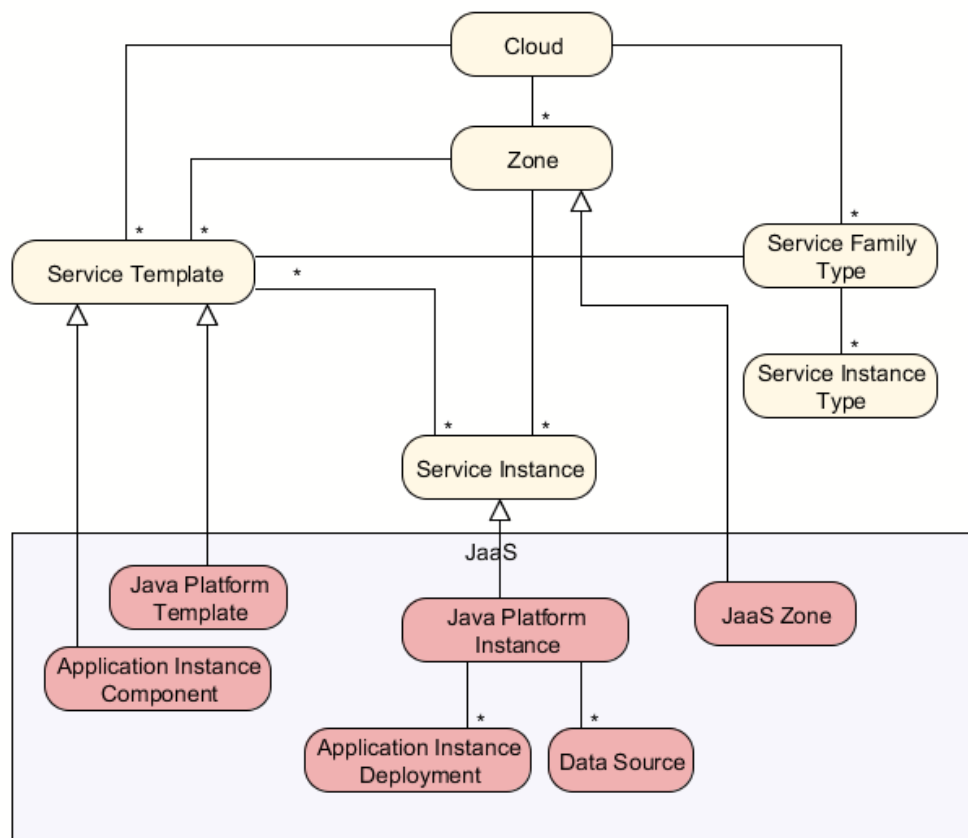 Cloud
*
Zone
*
*
*
Service Family
Type
Service Template
*
*
Service Instance
Type
*
*
Service Instance
JaaS
Java Platform
Template
Java Platform
Instance
JaaS Zone
Application Instance
Component
*
*
Application Instance
Deployment
Data Source